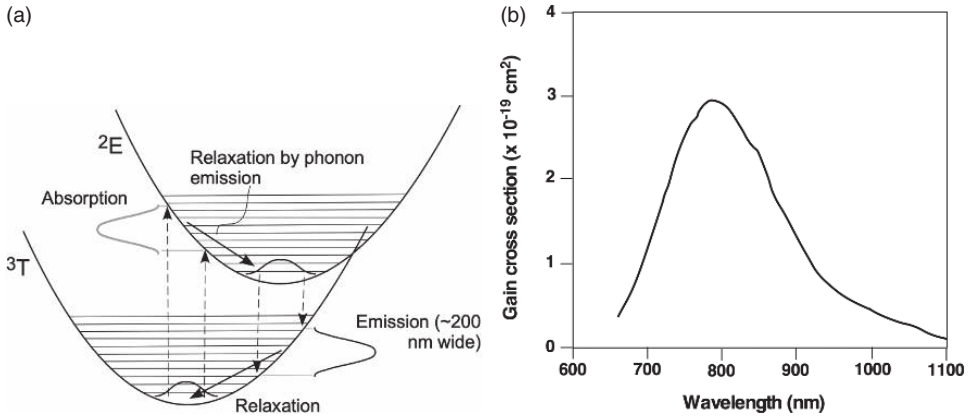 (a)
²E
Relaxation by phonon
emission
Absorption
³T
Emission (~200
nm wide)
Relaxation
(b)
Gain cross section (x 10⁻¹⁹ cm²)
4
3
2
1
0
600 700 800 900 1000 1100
Wavelength (nm)